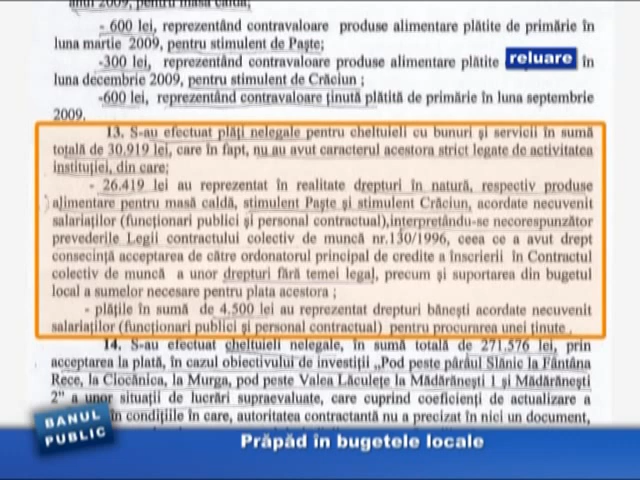 anul 2009, pentru masa caldă;
- 600 lei, reprezentând contravaloare produse alimentare plătite de primărie în
luna martie 2009, pentru stimulent de Paşte;
-300 lei, reprezentând contravaloare produse alimentare plătite în
reluare
luna decembrie 2009, pentru stimulent de Crăciun ;
-600 lei, reprezentând contravaloare ţinută plătită de primărie în luna septembrie
2009.
13. S-au efectuat plăţi nelegale pentru cheltuieli cu bunuri şi servicii în sumă
totală de 30.919 lei, care în fapt, nu au avut caracterul acestora strict legate de activitatea
instituţiei, din care;
- 26.419 lei au reprezentat în realitate drepturi în natură, respectiv produse
alimentare pentru masă caldă, stimulent Paşte şi stimulent Crăciun, acordate necuvenit
salariaţilor (funcţionari publici şi personal contractual),interpretându-se necorespunzător
prevederile Legii contractului colectiv de muncă nr.130/1996, ceea ce a avut drept
consecinţă acceptarea de către ordonatorul principal de credite a înscrierii în Contractul
colectiv de muncă a unor drepturi fără temei legal, precum şi suportarea din bugetul
local a sumelor necesare pentru plata acestora ;
- plăţile în sumă de 4.500 lei au reprezentat drepturi băneşti acordate necuvenit
salariaţilor (funcţionari publici şi personal contractual) pentru procurarea unei ţinute .
14. S-au efectuat cheltuieli nelegale, în sumă totală de 271.576 lei, prin
acceptarea la plată, în cazul obiectivului de investiţii „Pod peste pârâul Slănic la Fântâna
Rece, la Ciocănica, la Murga, pod peste Valea Lăculeţe la Mădărăneşti 1 şi Mădărăneşti
2” a unor situaţii de lucrări supraevaluate, care cuprind coeficienţi de actualizare a
în condiţiile în care, autoritatea contractantă nu a precizat în nici un document,
BANUL
PUBLIC
Prăpăd în bugetele locale